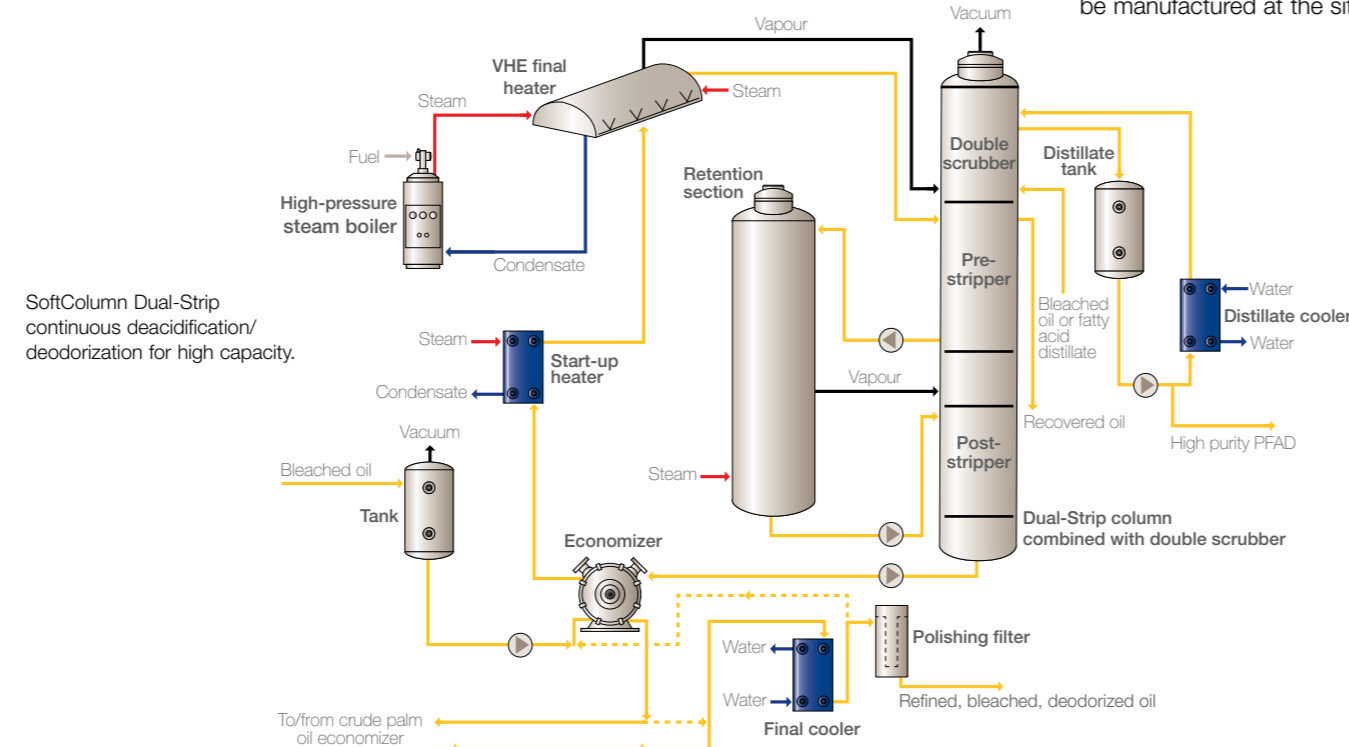 be manufactured at the sit
Vacuum
Vapour
VHE final
heater
Steam
Steam
Fuel
High-pressure
steam boiler
Condensate
Double
scrubber
Distillate
tank
Retention
section
Pre-
stripper
Bleached
oil or fatty
acid
distillate
Water
Distillate cooler
Water
SoftColumn Dual-Strip
continuous deacidification/
deodorization for high capacity.
Steam
Start-up
heater
Condensate
Vapour
Recovered oil
High purity PFAD
Vacuum
Bleached oil
Tank
Steam
Post-
stripper
Dual-Strip column
combined with double scrubber
Economizer
Polishing filter
Water
Water
Final cooler
Refined, bleached, deodorized oil
To/from crude palm
oil economizer